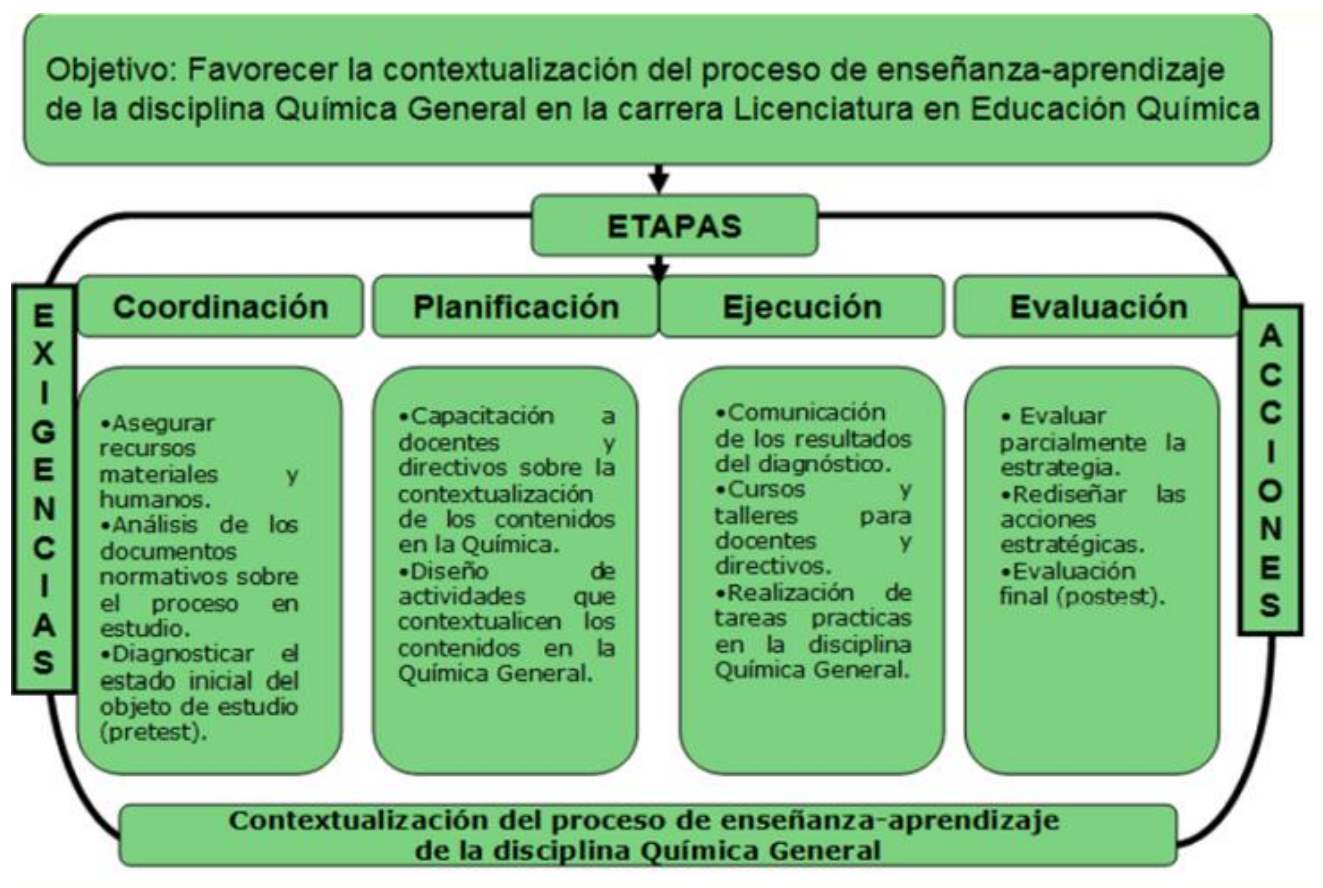 Objetivo: Favorecer la contextualización del proceso de enseñanza-aprendizaje
de la disciplina Química General en la carrera Licenciatura en Educación Química
ETAPAS
EXIGENCIAS
Coordinación
•Asegurar
recursos
materiales y
humanos.
•Análisis de los
documentos
normativos sobre
el proceso en
estudio.
•Diagnosticar el
estado inicial del
objeto de estudio
(pretest).
Planificación
•Capacitación a
docentes y
directivos sobre la
contextualización
de los contenidos
en la Química.
•Diseño de
actividades que
contextualicen los
contenidos en la
Química General.
Ejecución
•Comunicación
de los resultados
del diagnóstico.
•Cursos y
talleres para
docentes y
directivos.
•Realización de
tareas practicas
en la disciplina
Química General.
Evaluación
• Evaluar
parcialmente la
estrategia.
•Rediseñar las
acciones
estratégicas.
•Evaluación
final (postest).
ACCIONES
Contextualización del proceso de enseñanza-aprendizaje
de la disciplina Química General